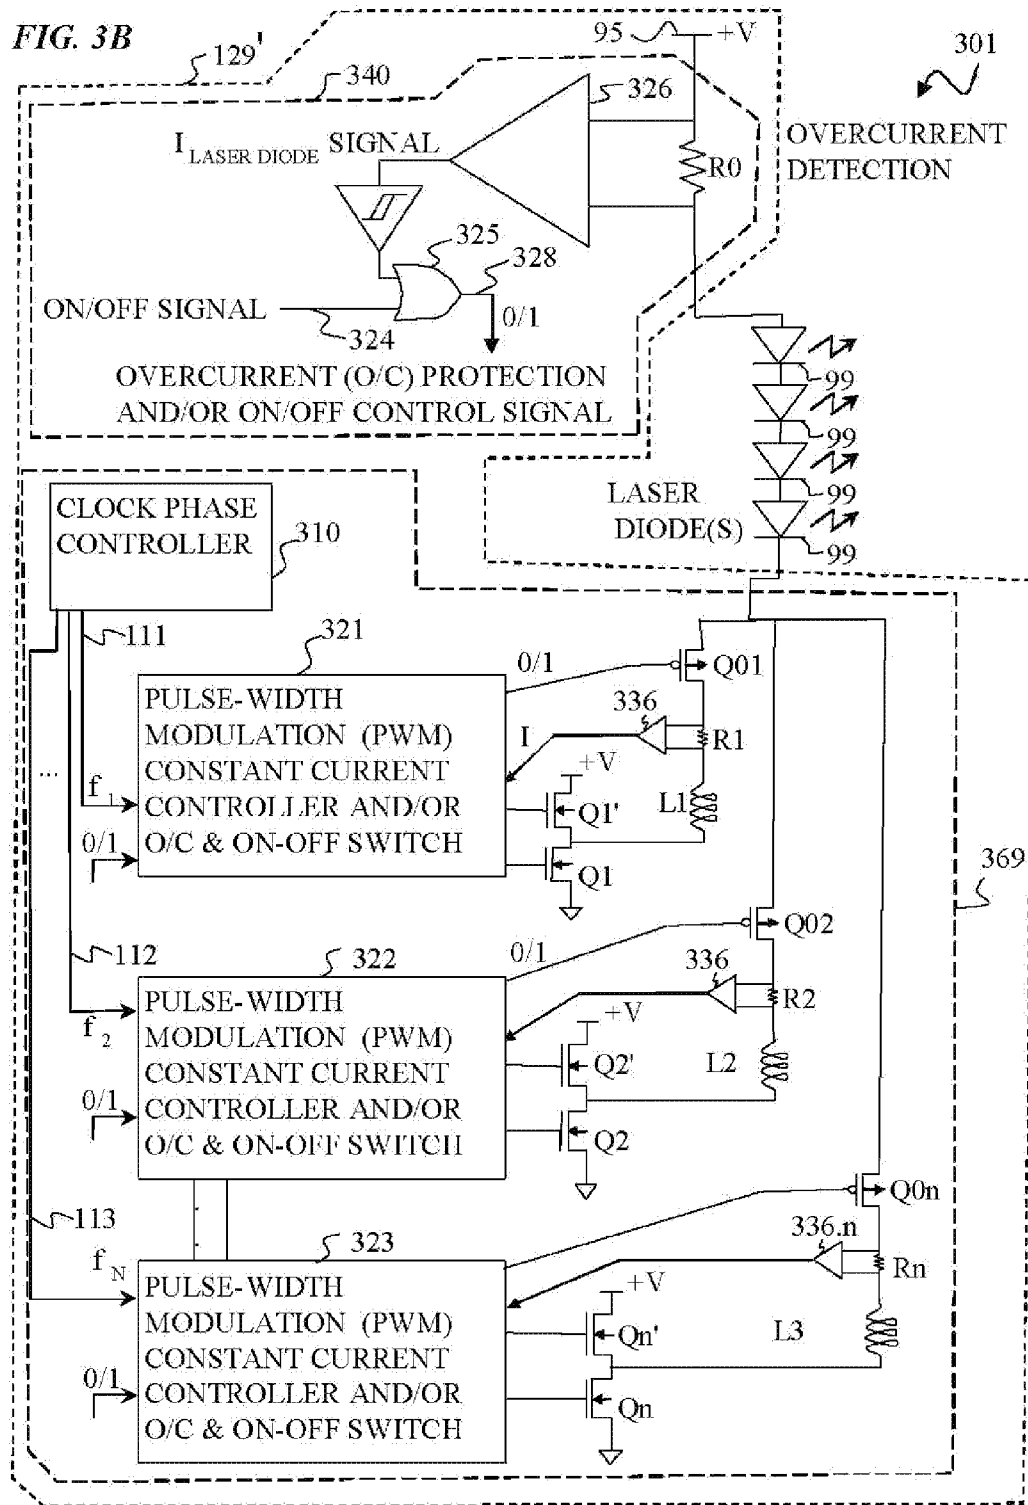 FIG. 3B
129'
340
95
+V
301
326
OVERCURRENT
DETECTION
I LASER DIODE SIGNAL
R0
325
328
ON/OFF SIGNAL
324
0/1
OVERCURRENT (O/C) PROTECTION
AND/OR ON/OFF CONTROL SIGNAL
99
99
99
99
LASER
DIODE(S)
CLOCK PHASE
CONTROLLER
310
111
321
0/1
Q01
PULSE-WIDTH
MODULATION (PWM)
CONSTANT CURRENT
CONTROLLER AND/OR
O/C & ON-OFF SWITCH
336
I
R1
+V
...
f1
L1
Q1'
0/1
Q1
369
112
322
0/1
Q02
PULSE-WIDTH
MODULATION (PWM)
CONSTANT CURRENT
CONTROLLER AND/OR
O/C & ON-OFF SWITCH
336
R2
+V
f2
L2
Q2'
0/1
Q2
113
323
Q0n
PULSE-WIDTH
MODULATION (PWM)
CONSTANT CURRENT
CONTROLLER AND/OR
O/C & ON-OFF SWITCH
336.n
fN
Rn
+V
L3
Qn'
0/1
Qn